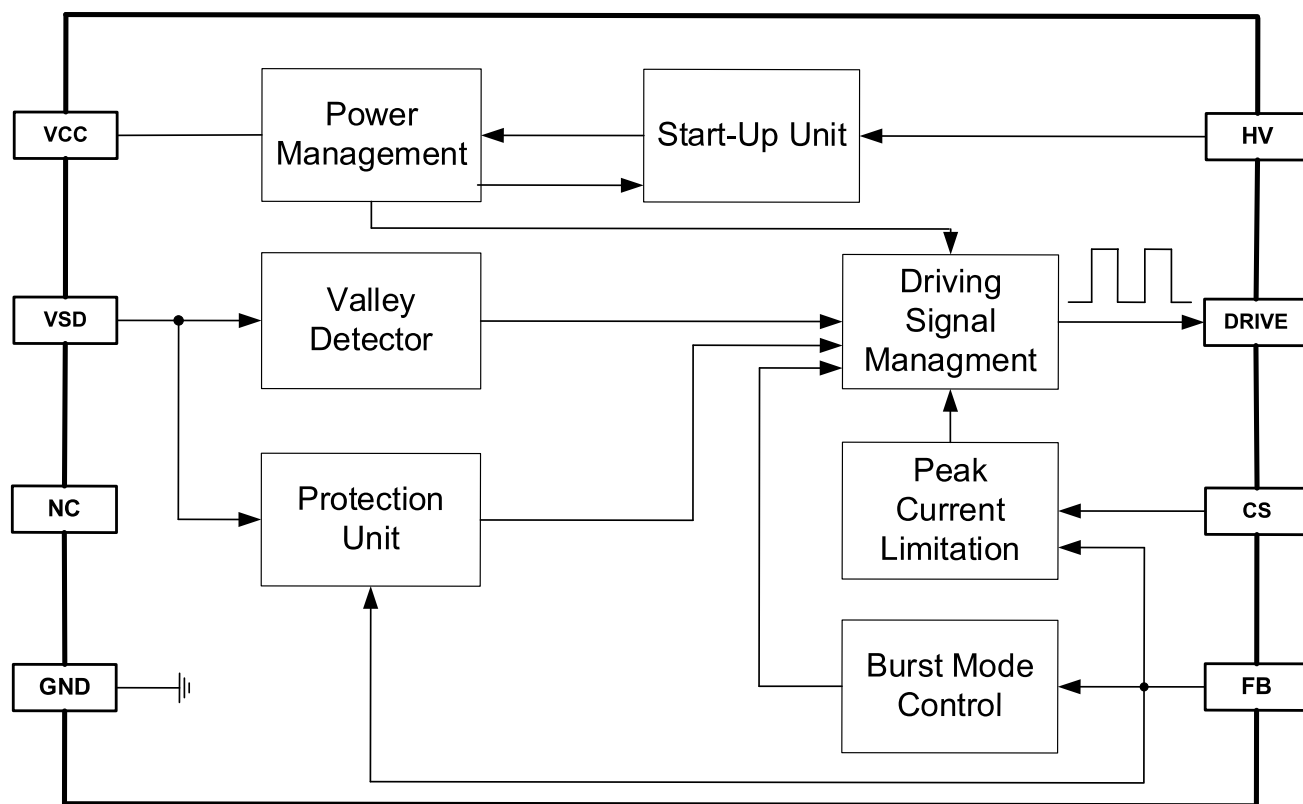 VCC
Power
Management
Start-Up Unit
HV
VSD
Valley
Detector
Driving
Signal
Managment
DRIVE
NC
Protection
Unit
Peak
Current
Limitation
CS
GND
Burst Mode
Control
FB